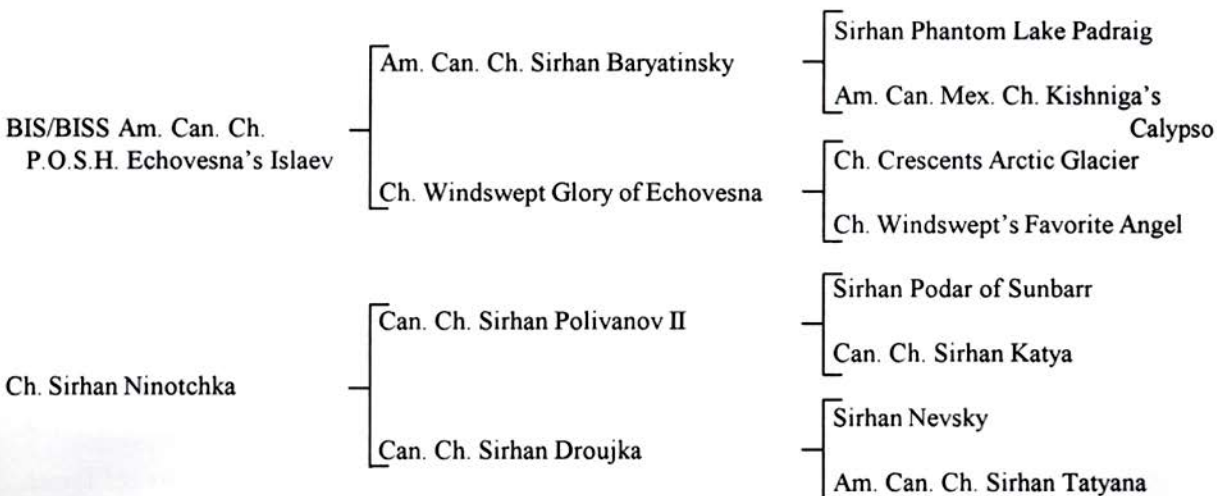 Sirhan Phantom Lake Padraig
Am. Can. Ch. Sirhan Baryatinsky
Am. Can. Mex. Ch. Kishniga's
Calypso
BIS/BISS Am. Can. Ch.
P.O.S.H. Echovesna's Islaev
Ch. Crescents Arctic Glacier
Ch. Windswept Glory of Echovesna
Ch. Windswept's Favorite Angel
Sirhan Podar of Sunbarr
Can. Ch. Sirhan Polivanov II
Can. Ch. Sirhan Katya
Ch. Sirhan Ninotchka
Sirhan Nevsky
Can. Ch. Sirhan Droujka
Am. Can. Ch. Sirhan Tatyana